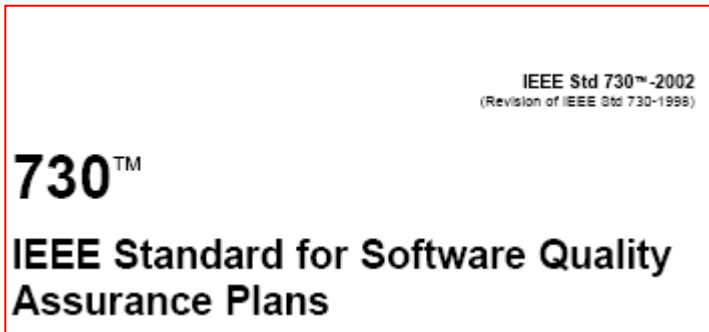 IEEE Std 730™-2002
(Revision of IEEE Std 730-1998)
730™
IEEE Standard for Software Quality
Assurance Plans